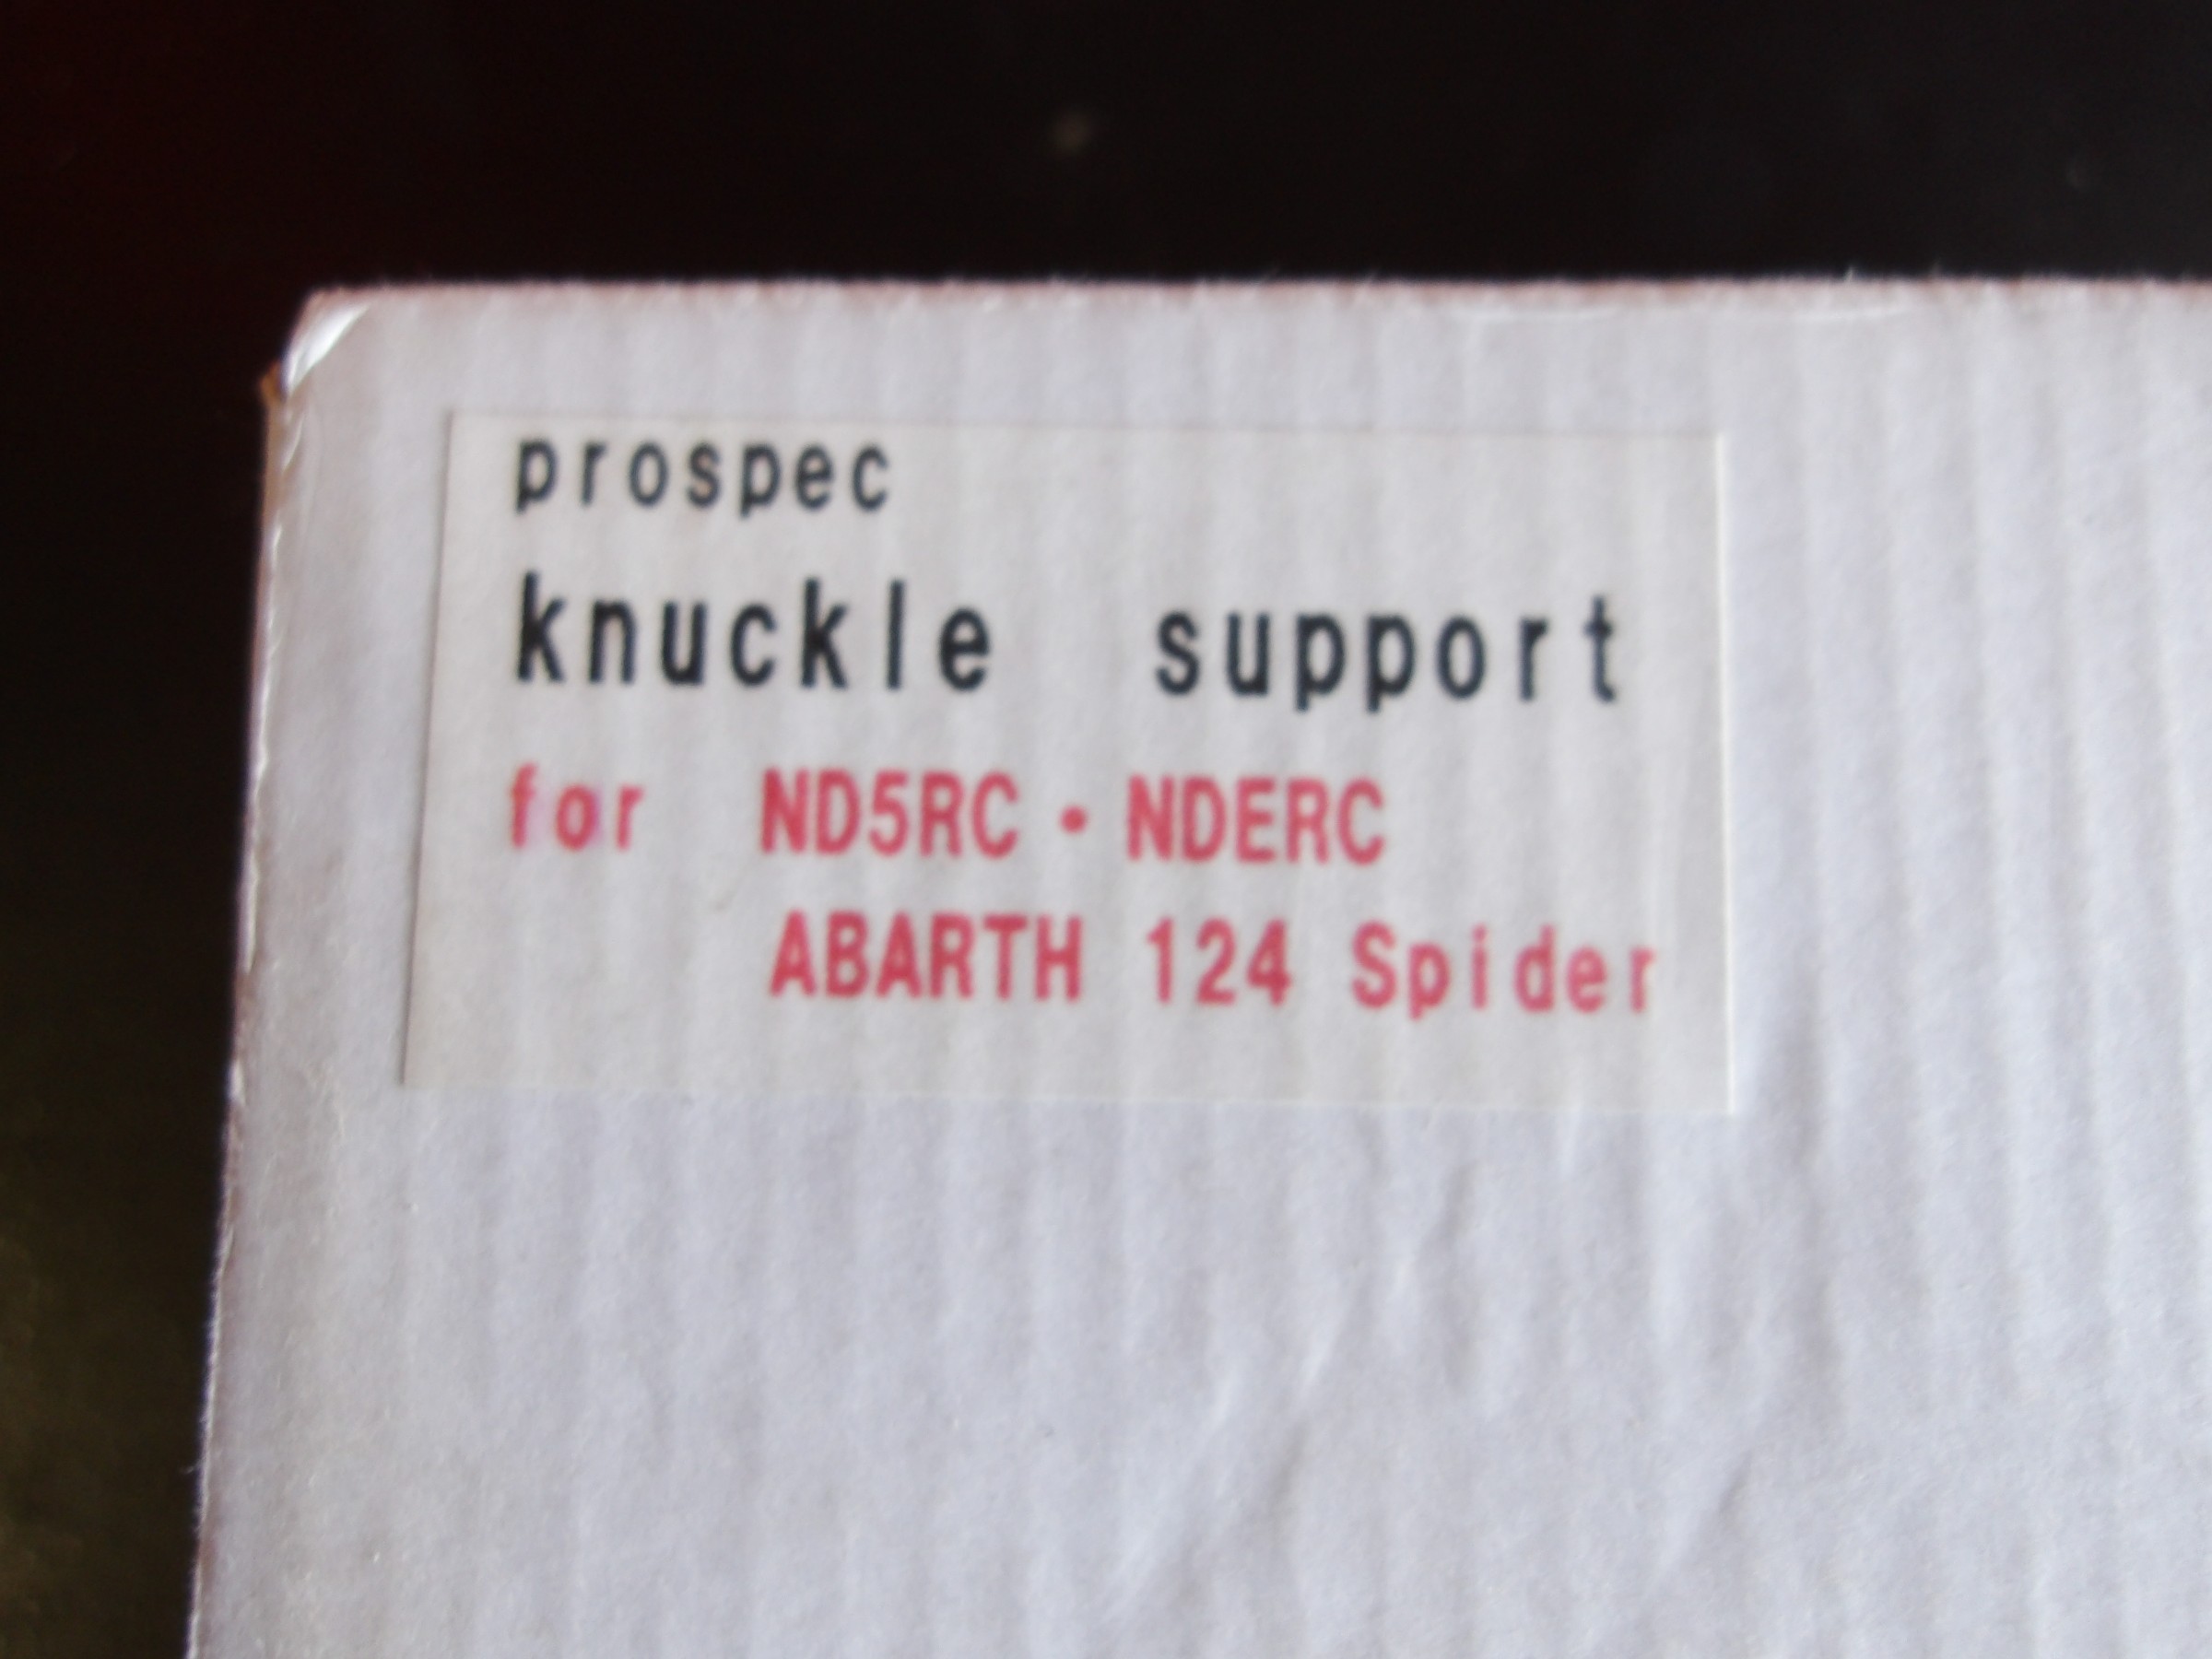 prospec
knuckle support
for ND5RC・NDERC
ABARTH 124 Spider